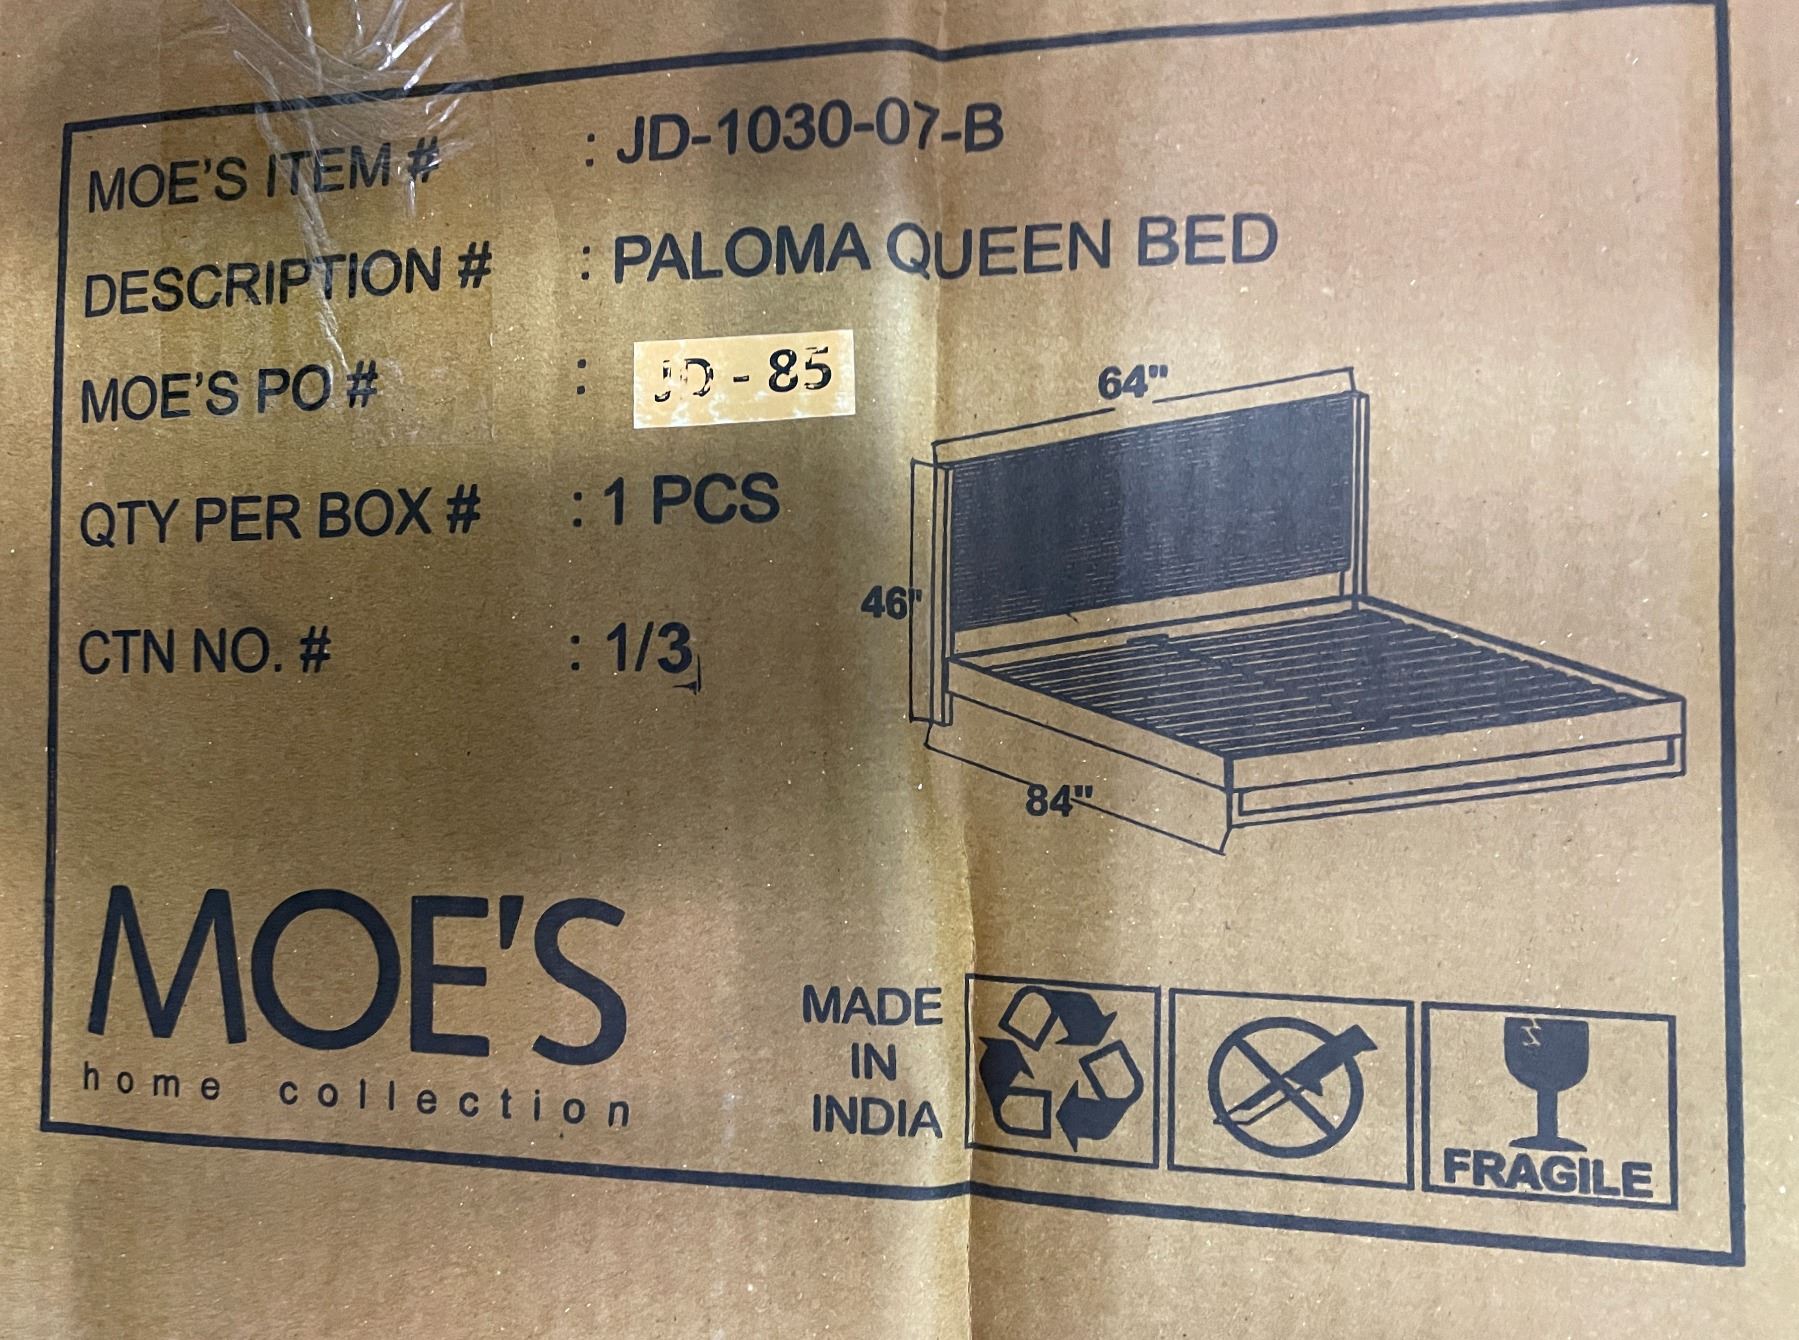 MOE'S ITEM # : JD-1030-07-B
DESCRIPTION # : PALOMA QUEEN BED
MOE'S PO # : JD - 85
QTY PER BOX # : 1 PCS
CTN NO. # : 1/3
64"
46"
84"
MOE'S
home collection
MADE
IN
INDIA
FRAGILE